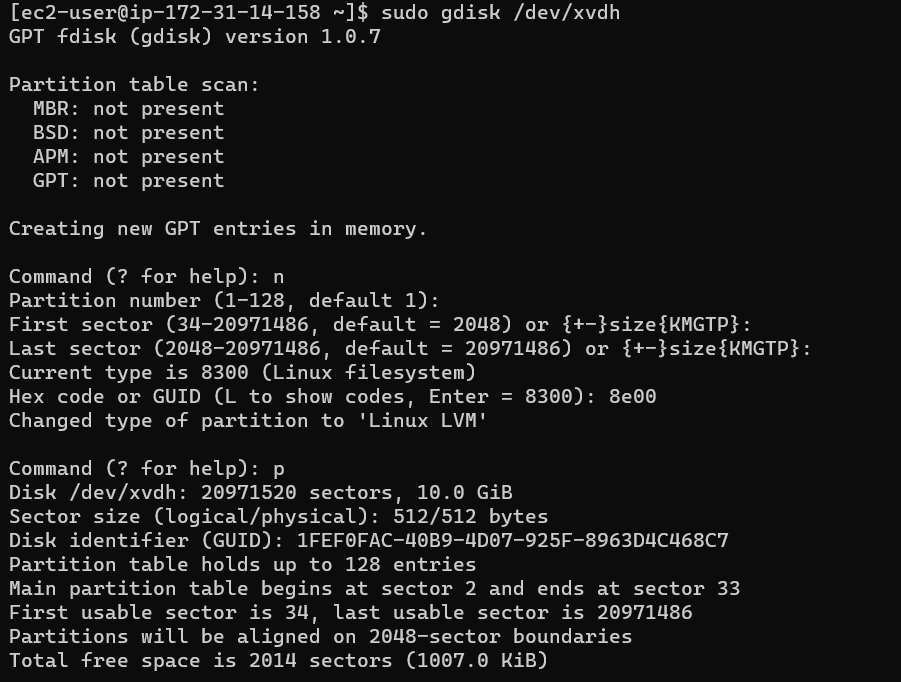 [ec2-user@ip-172-31-14-158 ~]$ sudo gdisk /dev/xvdh
GPT fdisk (gdisk) version 1.0.7

Partition table scan:
  MBR: not present
  BSD: not present
  APM: not present
  GPT: not present

Creating new GPT entries in memory.

Command (? for help): n
Partition number (1-128, default 1):
First sector (34-20971486, default = 2048) or {+-}size{KMGTP}:
Last sector (2048-20971486, default = 20971486) or {+-}size{KMGTP}:
Current type is 8300 (Linux filesystem)
Hex code or GUID (L to show codes, Enter = 8300): 8e00
Changed type of partition to 'Linux LVM'

Command (? for help): p
Disk /dev/xvdh: 20971520 sectors, 10.0 GiB
Sector size (logical/physical): 512/512 bytes
Disk identifier (GUID): 1FEF0FAC-40B9-4D07-925F-8963D4C468C7
Partition table holds up to 128 entries
Main partition table begins at sector 2 and ends at sector 33
First usable sector is 34, last usable sector is 20971486
Partitions will be aligned on 2048-sector boundaries
Total free space is 2014 sectors (1007.0 KiB)